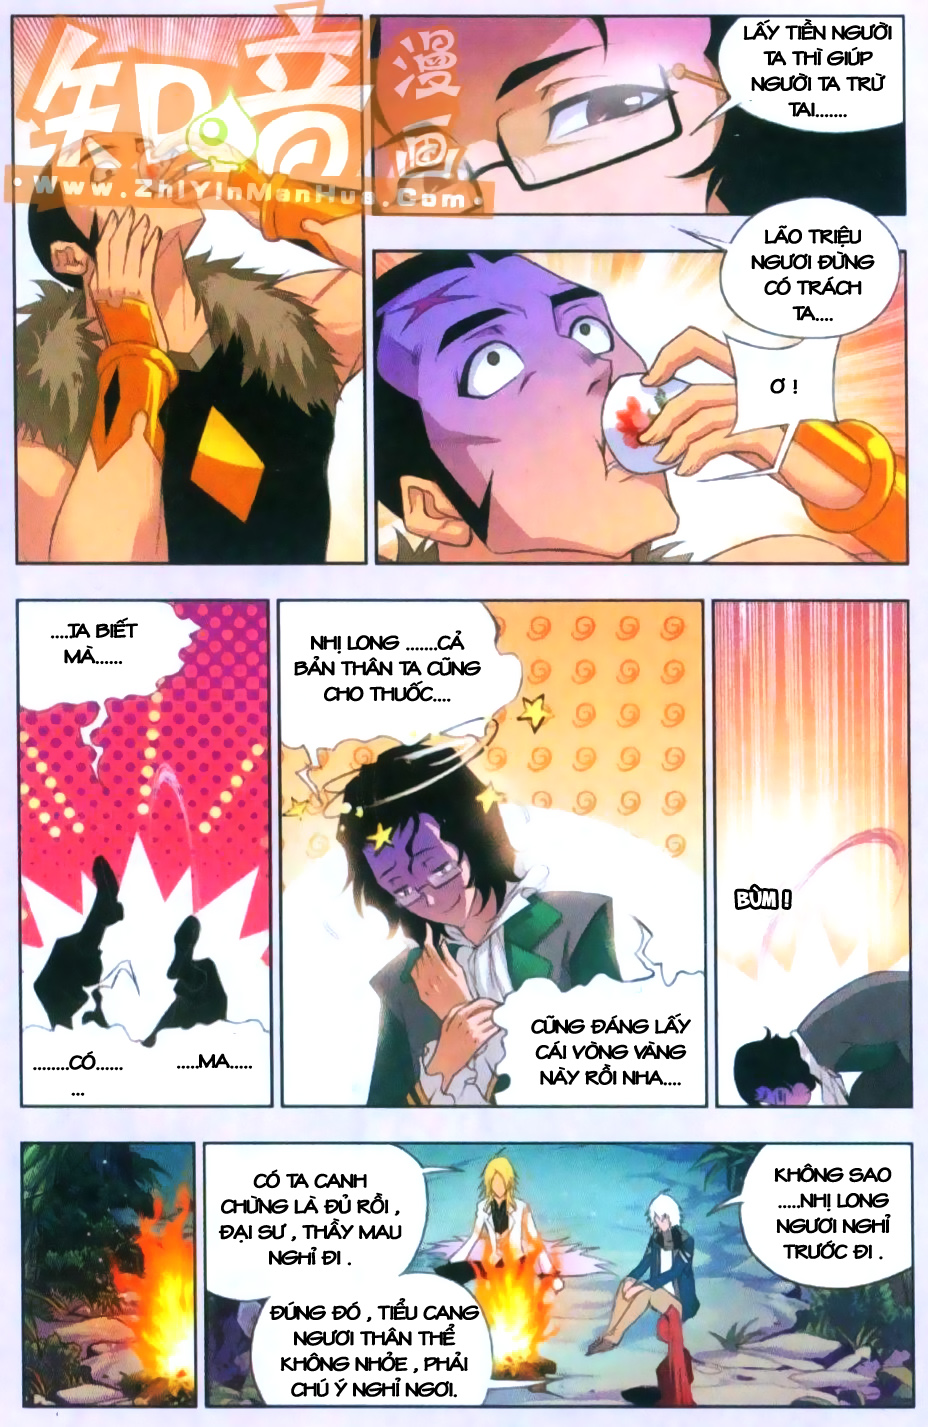 知音
漫画
www.ZhiYinManHua.Com
LẤY TIỀN NGƯỜI
TA THÌ GIÚP
NGƯỜI TA TRỪ
TAI.......
LÃO TRIỆU
NGƯƠI ĐỪNG
CÓ TRÁCH
TA....
Ơ !
.....TA BIẾT
MÀ......
........CÓ......
...
.....MA.....
NHỊ LONG .......CẢ
BẢN THÂN TA CŨNG
CHO THUỐC....
CŨNG ĐÁNG LẤY
CÁI VÒNG VÀNG
NÀY RỒI NHA....
BÙM !
CÓ TA CANH
CHỪNG LÀ ĐỦ RỒI ,
ĐẠI SƯ , THẦY MAU
NGHỈ ĐI .
KHÔNG SAO
.....NHỊ LONG
NGƯƠI NGHỈ
TRƯỚC ĐI .
ĐÚNG ĐÓ , TIỂU CANG
NGƯƠI THÂN THỂ
KHÔNG NHỎE , PHẢI
CHÚ Ý NGHỈ NGƠI.